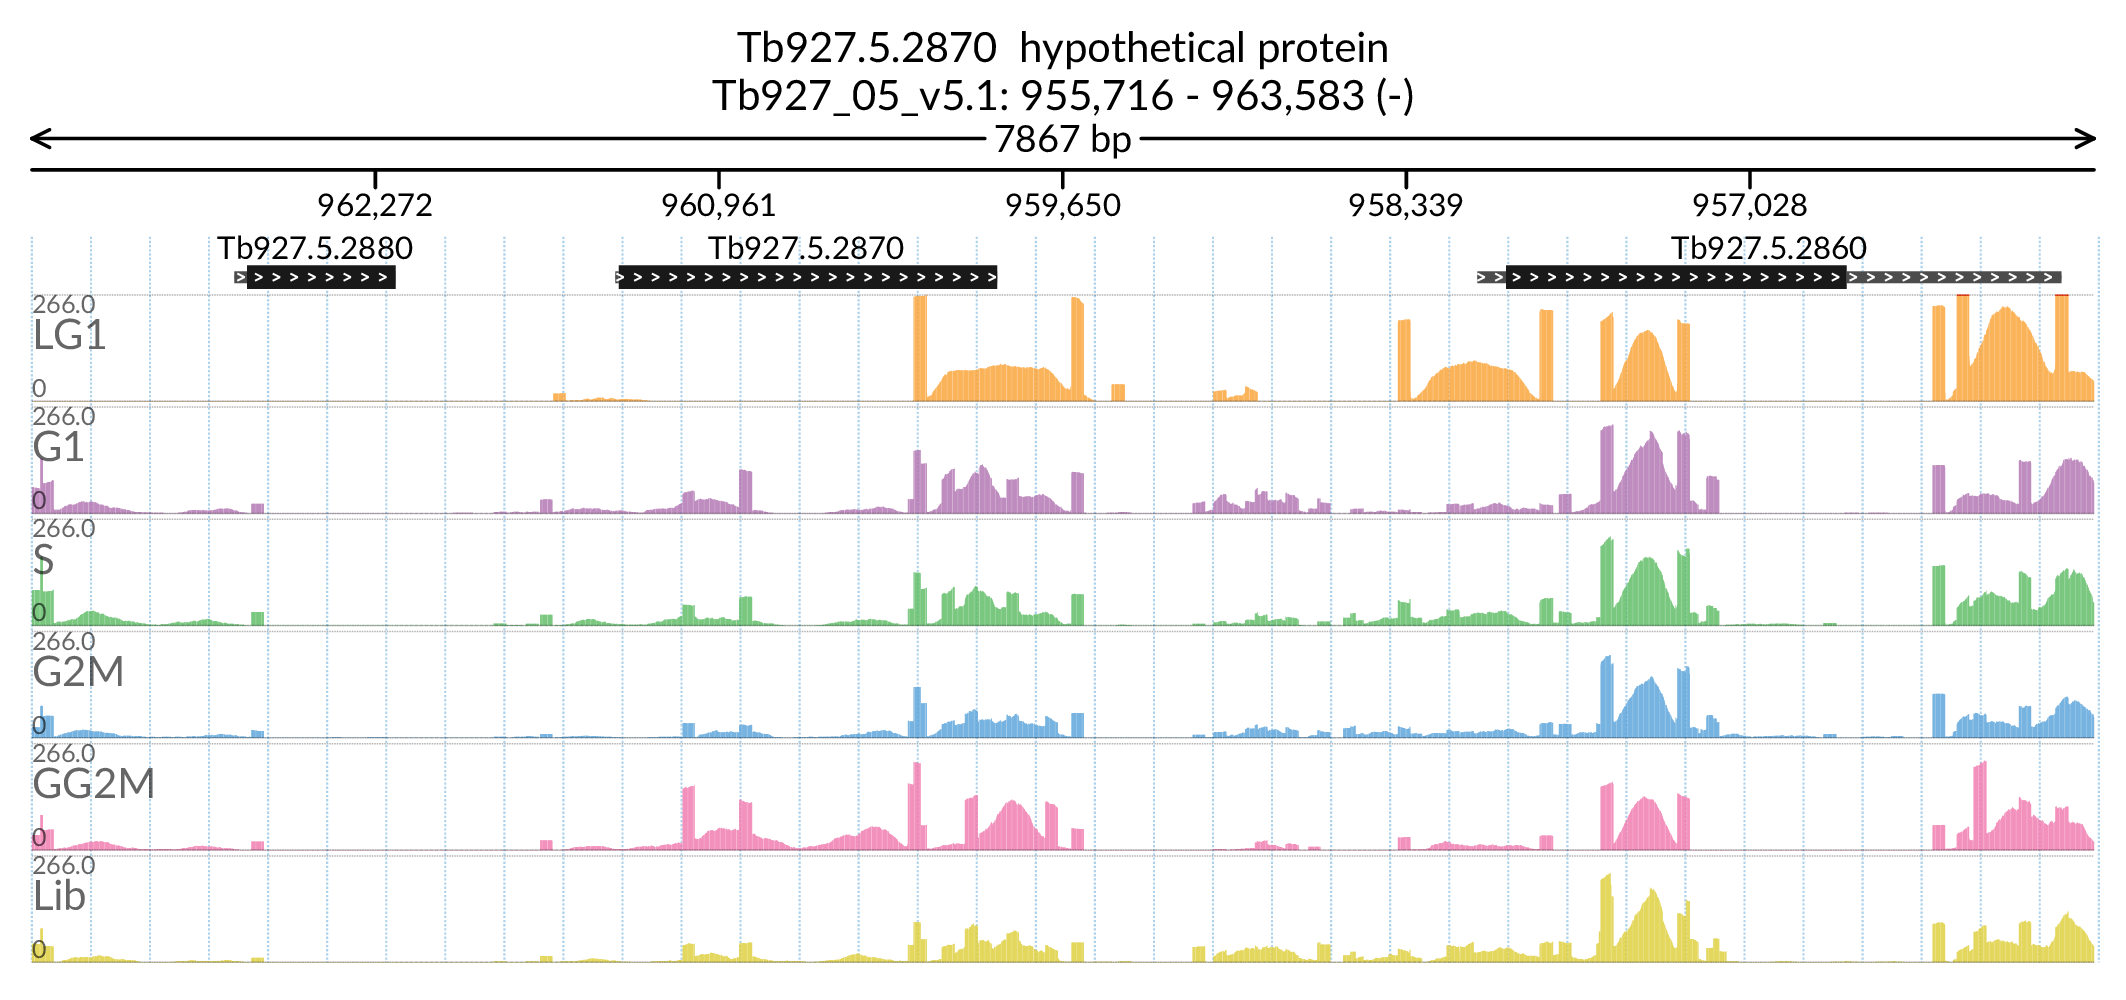 Tb927.5.2870  hypothetical protein
Tb927_05_v5.1: 955,716 - 963,583 (-)
7867 bp
962,272 960,961 959,650 958,339 957,028
Tb927.5.2880 Tb927.5.2870 Tb927.5.2860
266.0
LG1
0
266.0
G1
0
266.0
S
0
266.0
G2M
0
266.0
GG2M
0
266.0
Lib
0